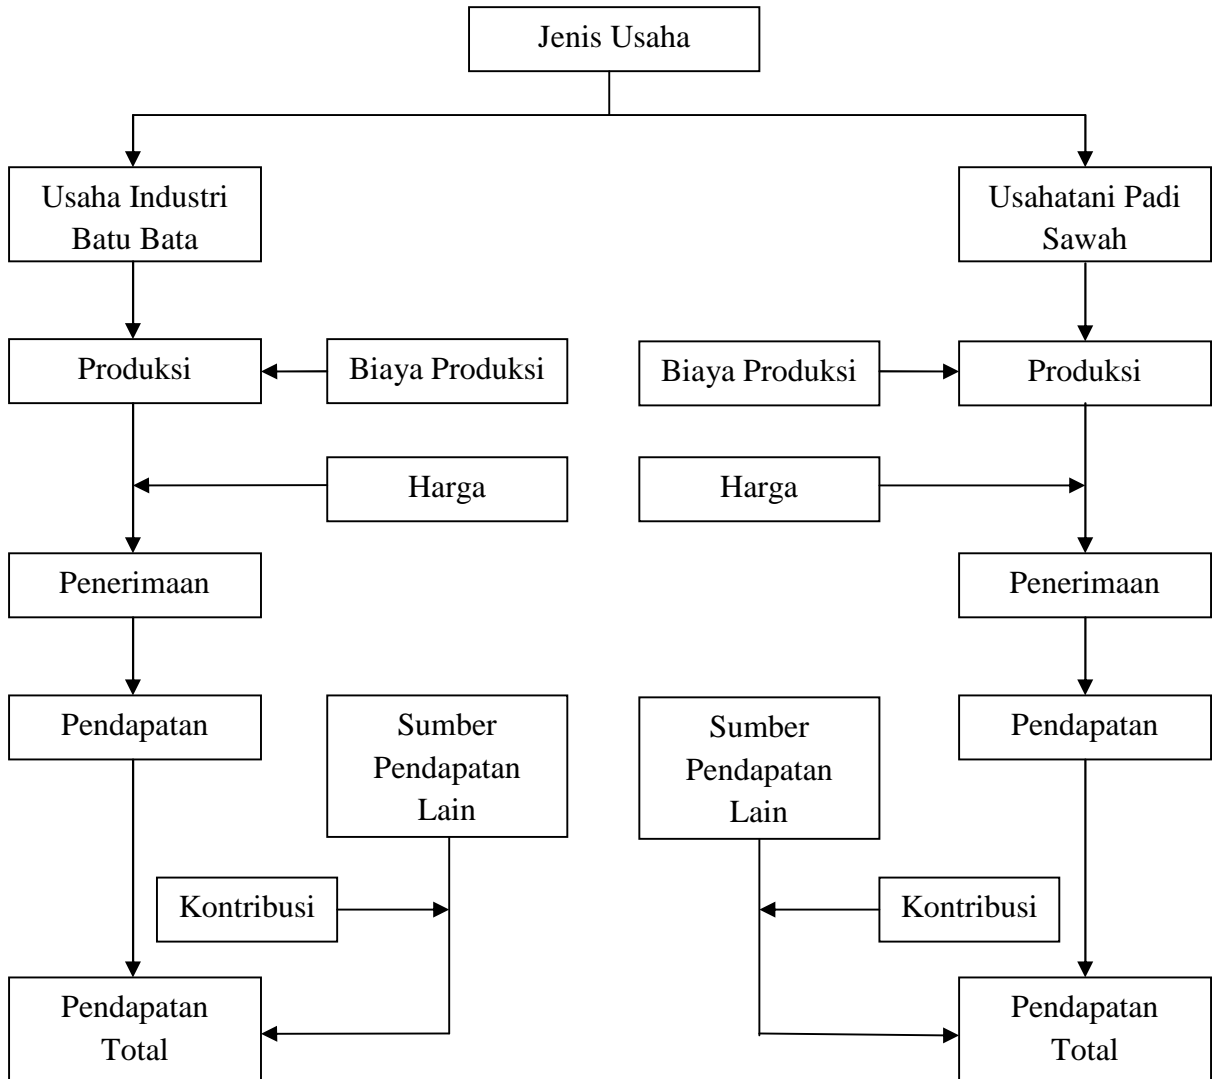 Jenis Usaha
Usaha Industri
Batu Bata
Usahatani Padi
Sawah
Produksi
Biaya Produksi
Biaya Produksi
Produksi
Harga
Harga
Penerimaan
Penerimaan
Pendapatan
Sumber
Pendapatan
Lain
Sumber
Pendapatan
Lain
Pendapatan
Kontribusi
Kontribusi
Pendapatan
Total
Pendapatan
Total